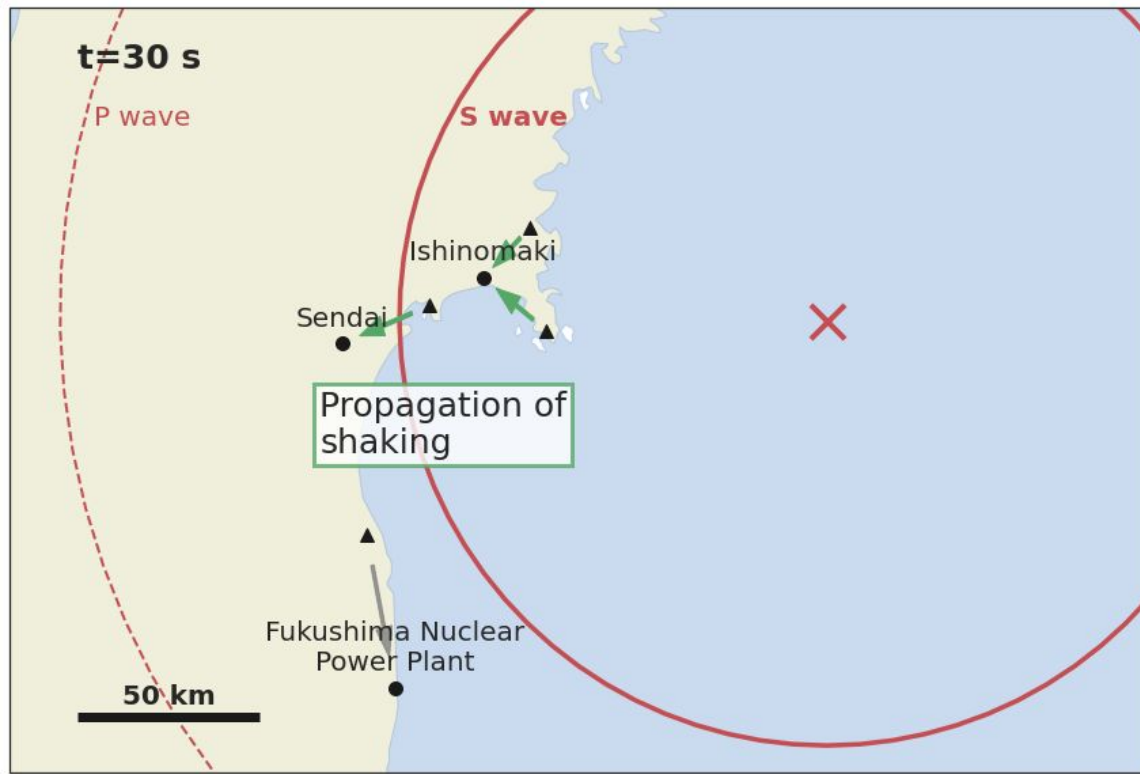 t=30 s
P wave
S wave
Ishinomaki
Sendai
Propagation of
shaking
Fukushima Nuclear
Power Plant
50 km